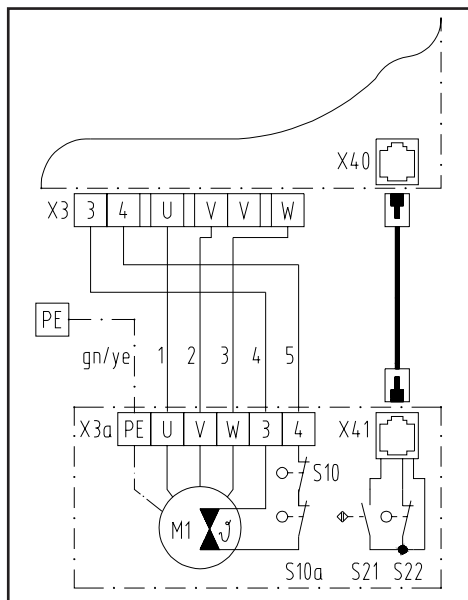 X40
X3 3 4 U V V W
PE
gn/ye 1 2 3 4 5
X3a PE U V W 3 4 X41
S10
M1 ϑ
S10a S21 S22